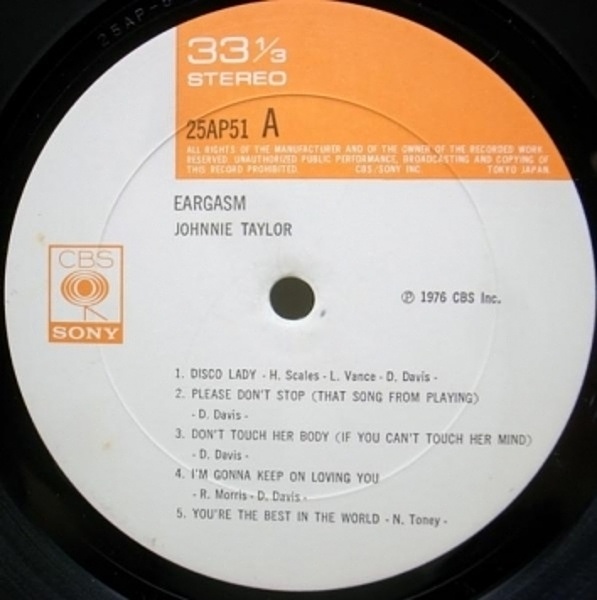 25AP-5
33 1/3
STEREO
25AP51 A
ALL RIGHTS OF THE MANUFACTURER AND OF THE OWNER OF THE RECORDED WORK
RESERVED UNAUTHORIZED PUBLIC PERFORMANCE, BROADCASTING AND COPYING OF
THIS RECORD PROHIBITED. CBS/SONY INC. TOKYO JAPAN.
EARGASM
JOHNNIE TAYLOR
CBS
SONY
℗ 1976 CBS Inc.
1. DISCO LADY - H. Scales - L. Vance - D. Davis -
2. PLEASE DON'T STOP (THAT SONG FROM PLAYING)
- D. Davis -
3. DON'T TOUCH HER BODY (IF YOU CAN'T TOUCH HER MIND)
- D. Davis -
4. I'M GONNA KEEP ON LOVING YOU
- R. Morris - D. Davis -
5. YOU'RE THE BEST IN THE WORLD - N. Toney -